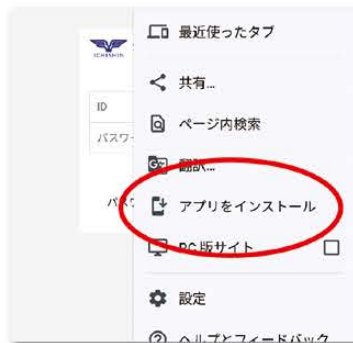 最近使ったタブ
共有...
ページ内検索
翻訳...
アプリをインストール
PC 版サイト
設定
ヘルプとフィードバック
ICHISHIN
ID
パスワ